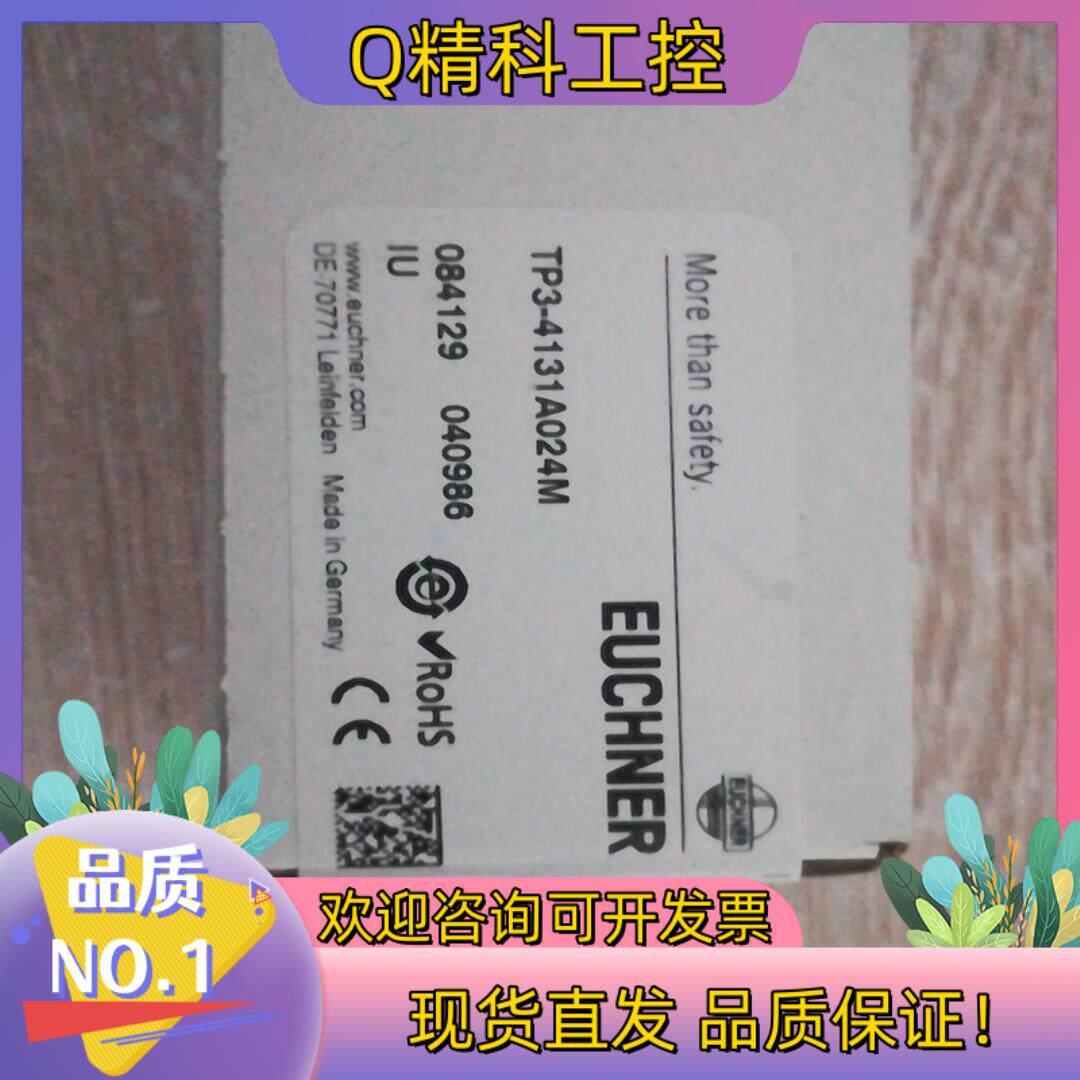 Q精科工控
More than safety.
EUCHNER
EUCHNER
TP3-4131A024M
084129 040986
IU
RoHS
CE
www.euchner.com
DE-70771 Leinfelden Made in Germany
品质
NO.1
欢迎咨询可开发票
现货直发 品质保证!